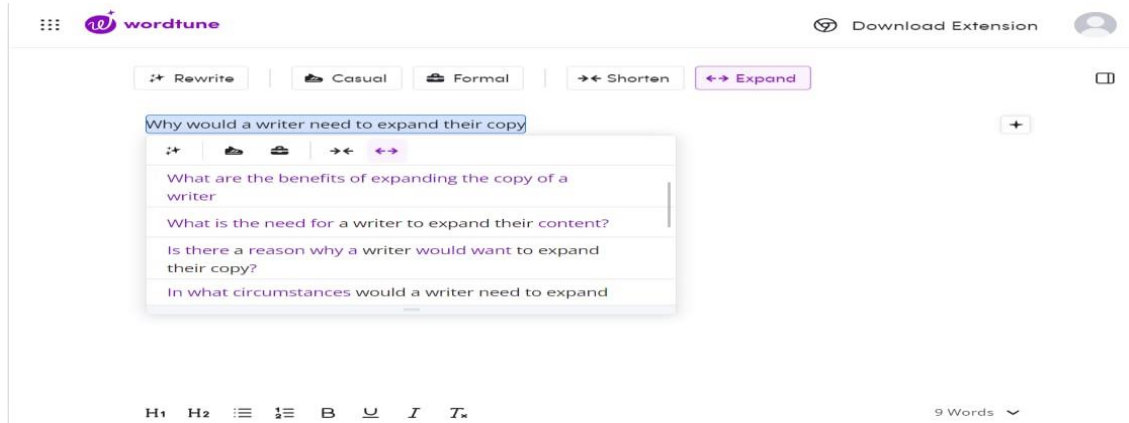 wordtune
Download Extension
Rewrite
Casual
Formal
Shorten
Expand
Why would a writer need to expand their copy
What are the benefits of expanding the copy of a
writer
What is the need for a writer to expand their content?
Is there a reason why a writer would want to expand
their copy?
In what circumstances would a writer need to expand
H1 H2 B U I Tx
9 Words